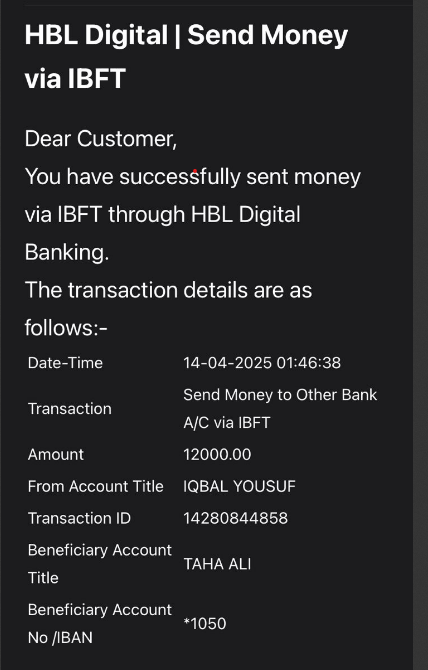 HBL Digital | Send Money
via IBFT
Dear Customer,
You have successfully sent money
via IBFT through HBL Digital
Banking.
The transaction details are as
follows:-
Date-Time 14-04-2025 01:46:38
Transaction Send Money to Other Bank
A/C via IBFT
Amount 12000.00
From Account Title IQBAL YOUSUF
Transaction ID 14280844858
Beneficiary Account
Title TAHA ALI
Beneficiary Account
No /IBAN *1050